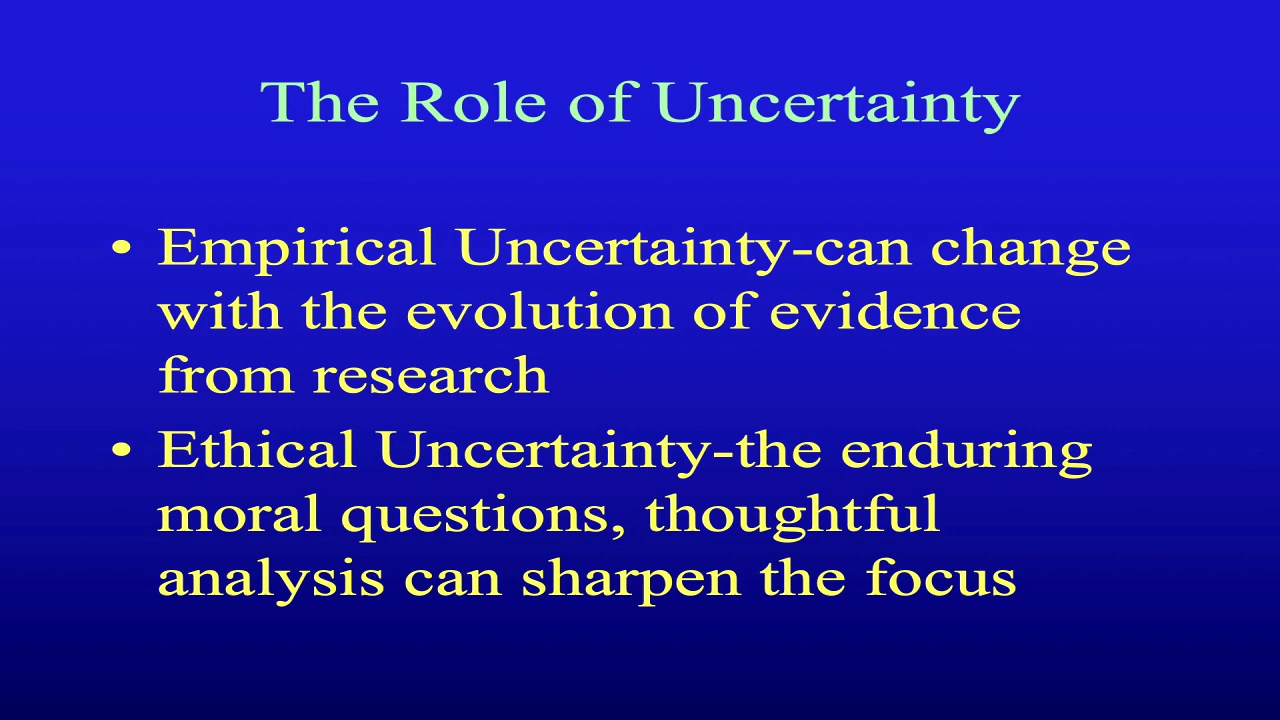 The Role of Uncertainty
• Empirical Uncertainty-can change
with the evolution of evidence
from research
• Ethical Uncertainty-the enduring
moral questions, thoughtful
analysis can sharpen the focus